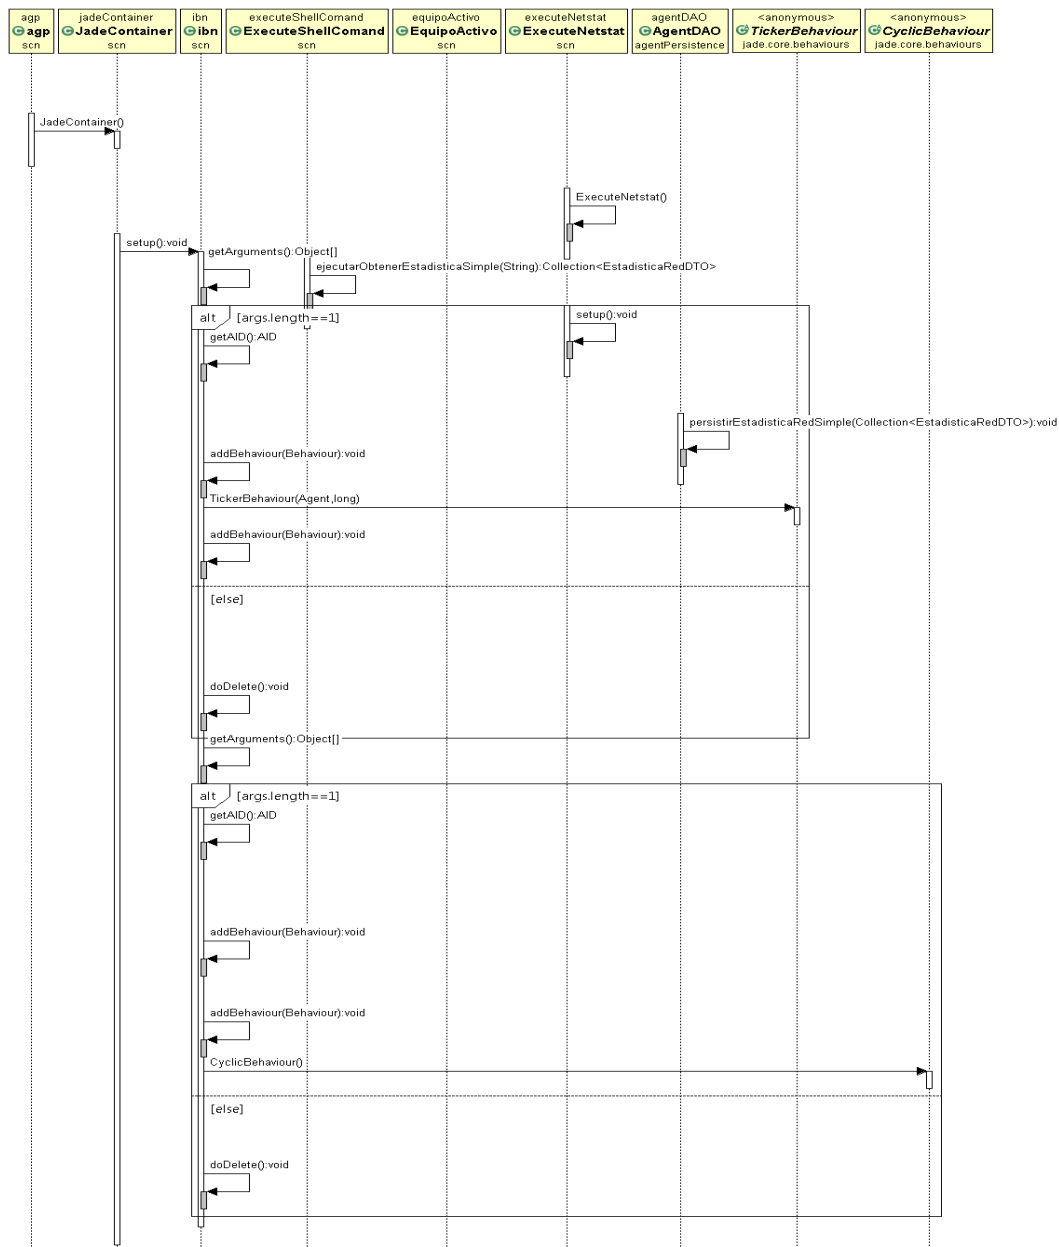 agp
agp
scn
jadeContainer
JadeContainer
scn
ibn
ibn
scn
executeShellComand
ExecuteShellComand
scn
equipoActivo
EquipoActivo
scn
executeNetstat
ExecuteNetstat
scn
agentDAO
AgentDAO
agentPersistence
<anonymous>
TickerBehaviour
jade.core.behaviours
<anonymous>
CyclicBehaviour
jade.core.behaviours
JadeContainer()
ExecuteNetstat()
setup():void
getArguments():Object[]
ejecutarObtenerEstadisticaSimple(String):Collection<EstadisticaRedDTO>
alt [args.length==1]
setup():void
getAID():AID
persistirEstadisticaRedSimple(Collection<EstadisticaRedDTO>):void
addBehaviour(Behaviour):void
TickerBehaviour(Agent,long)
addBehaviour(Behaviour):void
[else]
doDelete():void
getArguments():Object[]
alt [args.length==1]
getAID():AID
addBehaviour(Behaviour):void
addBehaviour(Behaviour):void
CyclicBehaviour()
[else]
doDelete():void